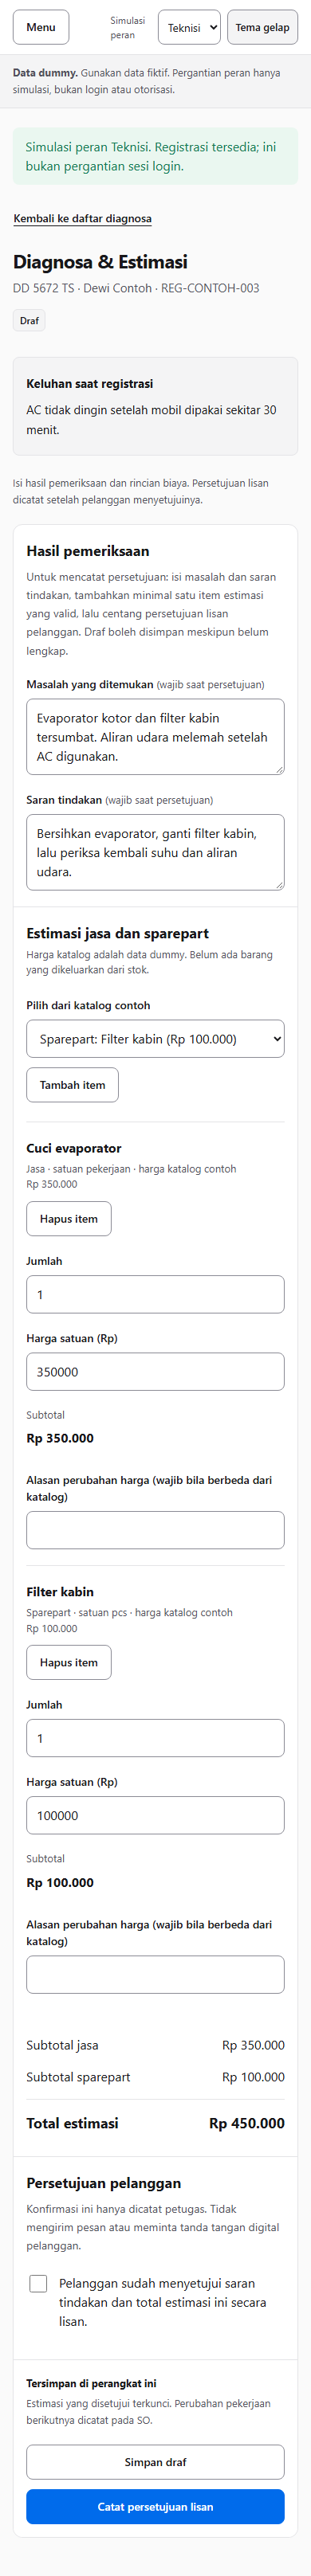 Menu
Simulasi
peran
Teknisi
Tema gelap
Data dummy. Gunakan data fiktif. Pergantian peran hanya
simulasi, bukan login atau otorisasi.
Simulasi peran Teknisi. Registrasi tersedia; ini
bukan pergantian sesi login.
Kembali ke daftar diagnosa
Diagnosa & Estimasi
DD 5672 TS · Dewi Contoh · REG-CONTOH-003
Draf
Keluhan saat registrasi
AC tidak dingin setelah mobil dipakai sekitar 30
menit.
Isi hasil pemeriksaan dan rincian biaya. Persetujuan lisan
dicatat setelah pelanggan menyetujuinya.
Hasil pemeriksaan
Untuk mencatat persetujuan: isi masalah dan saran
tindakan, tambahkan minimal satu item estimasi
yang valid, lalu centang persetujuan lisan
pelanggan. Draf boleh disimpan meskipun belum
lengkap.
Masalah yang ditemukan (wajib saat persetujuan)
Evaporator kotor dan filter kabin
tersumbat. Aliran udara melemah setelah
AC digunakan.
Saran tindakan (wajib saat persetujuan)
Bersihkan evaporator, ganti filter kabin,
lalu periksa kembali suhu dan aliran
udara.
Estimasi jasa dan sparepart
Harga katalog adalah data dummy. Belum ada barang
yang dikeluarkan dari stok.
Pilih dari katalog contoh
Sparepart: Filter kabin (Rp 100.000)
Tambah item
Cuci evaporator
Jasa · satuan pekerjaan · harga katalog contoh
Rp 350.000
Hapus item
Jumlah
1
Harga satuan (Rp)
350000
Subtotal
Rp 350.000
Alasan perubahan harga (wajib bila berbeda dari
katalog)
Filter kabin
Sparepart · satuan pcs · harga katalog contoh
Rp 100.000
Hapus item
Jumlah
1
Harga satuan (Rp)
100000
Subtotal
Rp 100.000
Alasan perubahan harga (wajib bila berbeda dari
katalog)
Subtotal jasa Rp 350.000
Subtotal sparepart Rp 100.000
Total estimasi Rp 450.000
Persetujuan pelanggan
Konfirmasi ini hanya dicatat petugas. Tidak
mengirim pesan atau meminta tanda tangan digital
pelanggan.
Pelanggan sudah menyetujui saran
tindakan dan total estimasi ini secara
lisan.
Tersimpan di perangkat ini
Estimasi yang disetujui terkunci. Perubahan pekerjaan
berikutnya dicatat pada SO.
Simpan draf
Catat persetujuan lisan